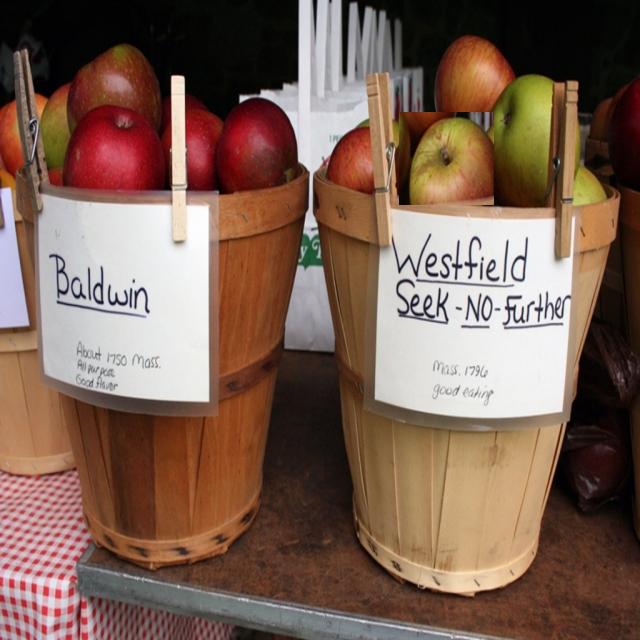 Baldwin
About 1750 Mass.
All purpose
Good flavor
Westfield
Seek-No-Further
Mass. 1796
good eating